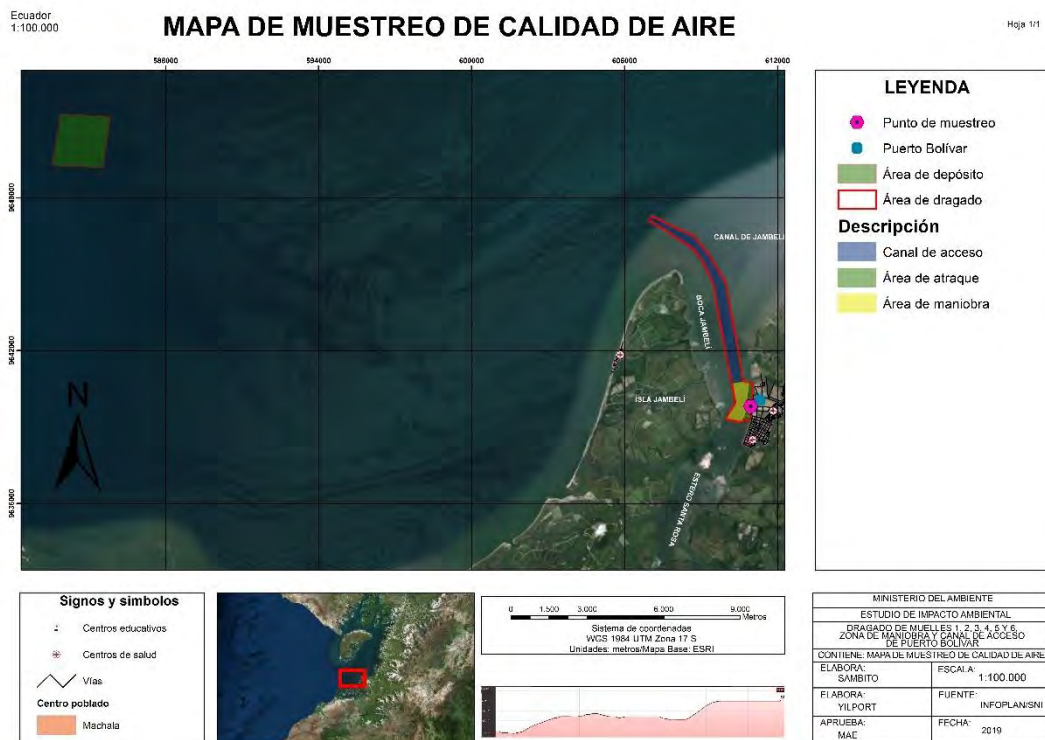 Ecuador
1:100.000
MAPA DE MUESTREO DE CALIDAD DE AIRE
Hoja 1/1
588000
594000
600000
606000
612000
9648000
9642000
9636000
CANAL DE JAMBELÍ
BOCA JAMBELÍ
ISLA JAMBELÍ
ESTERO SANTA ROSA
N
LEYENDA
Punto de muestreo
Puerto Bolívar
Área de depósito
Área de dragado
Descripción
Canal de acceso
Área de atraque
Área de maniobra
Signos y simbolos
Centros educativos
Centros de salud
Vías
Centro poblado
Machala
0 1.500 3.000 6.000 9.000
Metros
Sistema de coordenadas
WGS 1984 UTM Zona 17 S
Unidades: metros/Mapa Base: ESRI
MINISTERIO DEL AMBIENTE
ESTUDIO DE IMPACTO AMBIENTAL
DRAGADO DE MUELLES 1, 2, 3, 4, 5 Y 6,
ZONA DE MANIOBRA Y CANAL DE ACCESO
DE PUERTO BOLÍVAR
CONTIENE: MAPA DE MUESTREO DE CALIDAD DE AIRE
ELABORA:
SAMBITO
ESCALA:
1:100.000
ELABORA:
YILPORT
FUENTE:
INFOPLAN/SNI
APRUEBA:
MAE
FECHA:
2019